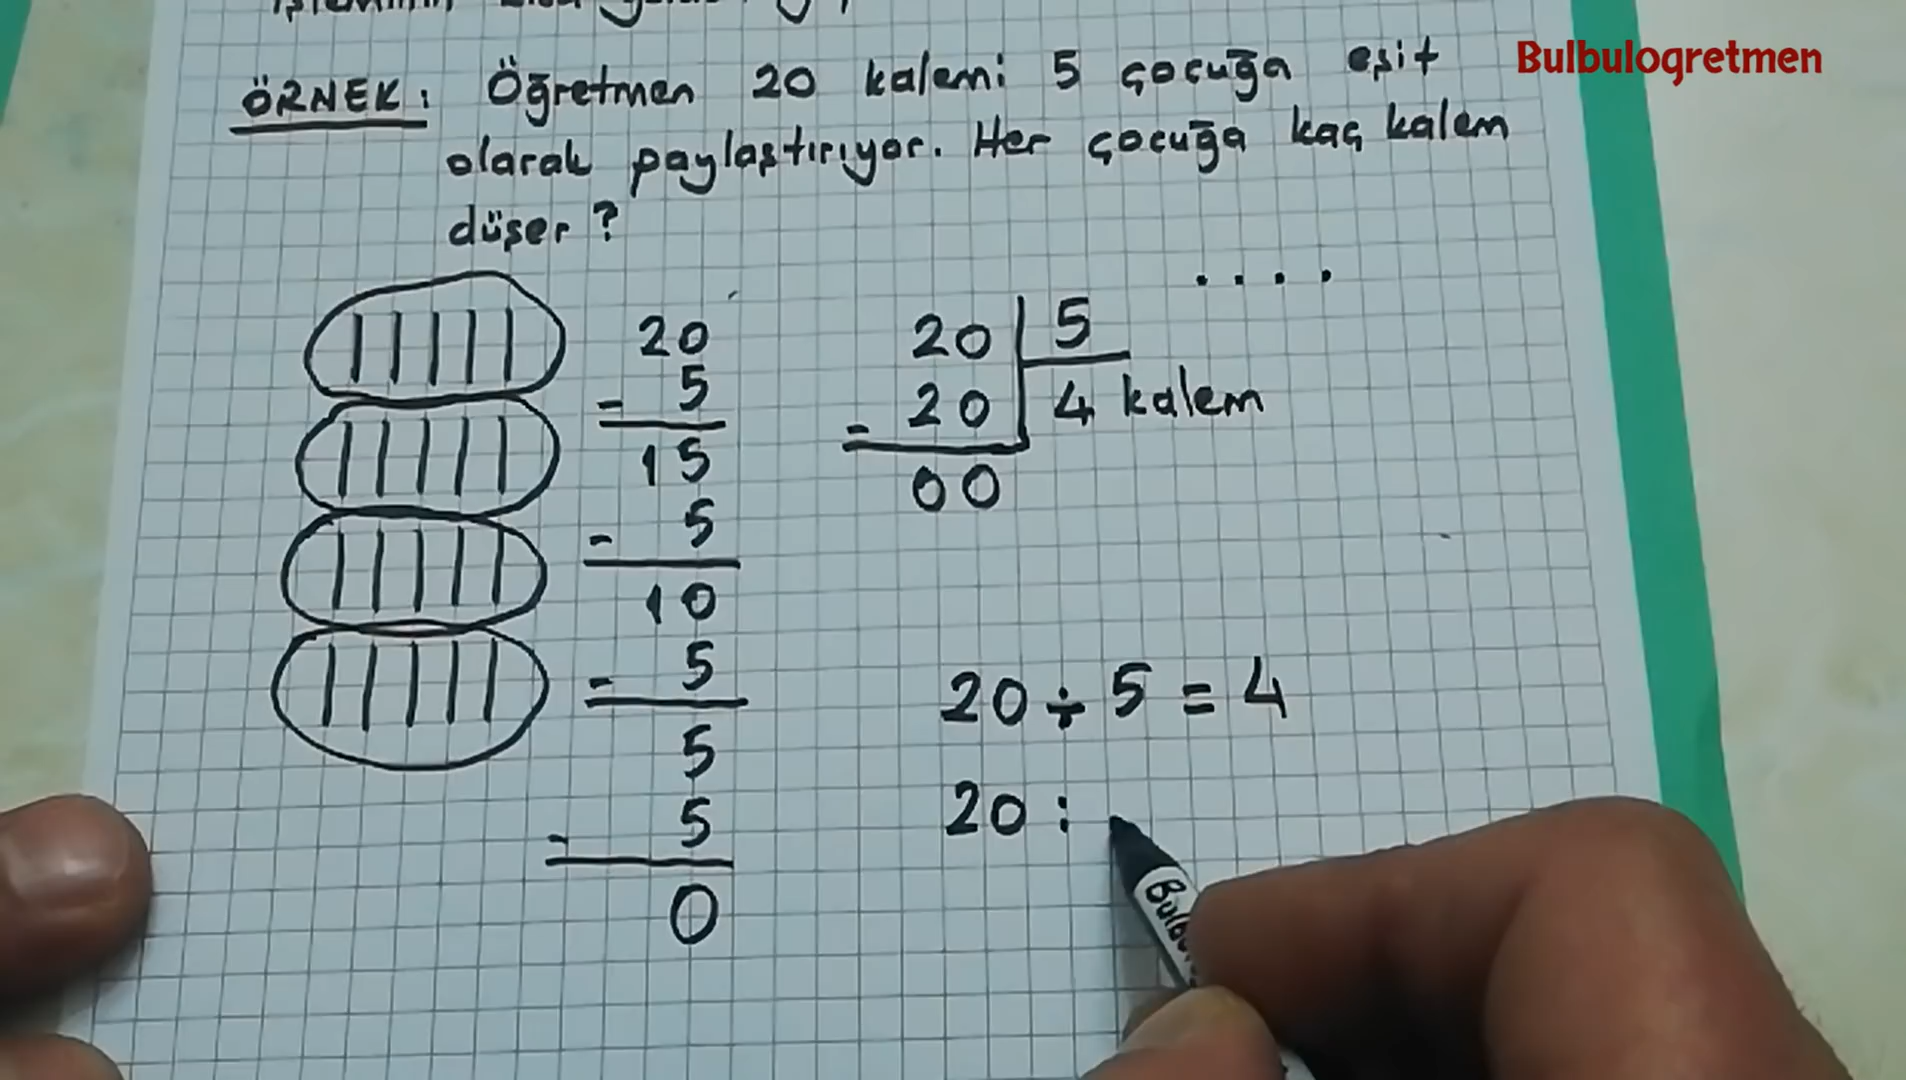 Bulbulogretmen
ÖRNEK: Öğretmen 20 kalemi 5 çocuğa eşit
olarak paylaştırıyor. Her çocuğa kaç kalem
düşer?
....
20
- 5
15
- 5
10
- 5
5
- 5
0
20 | 5
- 20 | 4 kalem
00
20 ÷ 5 = 4
20 :